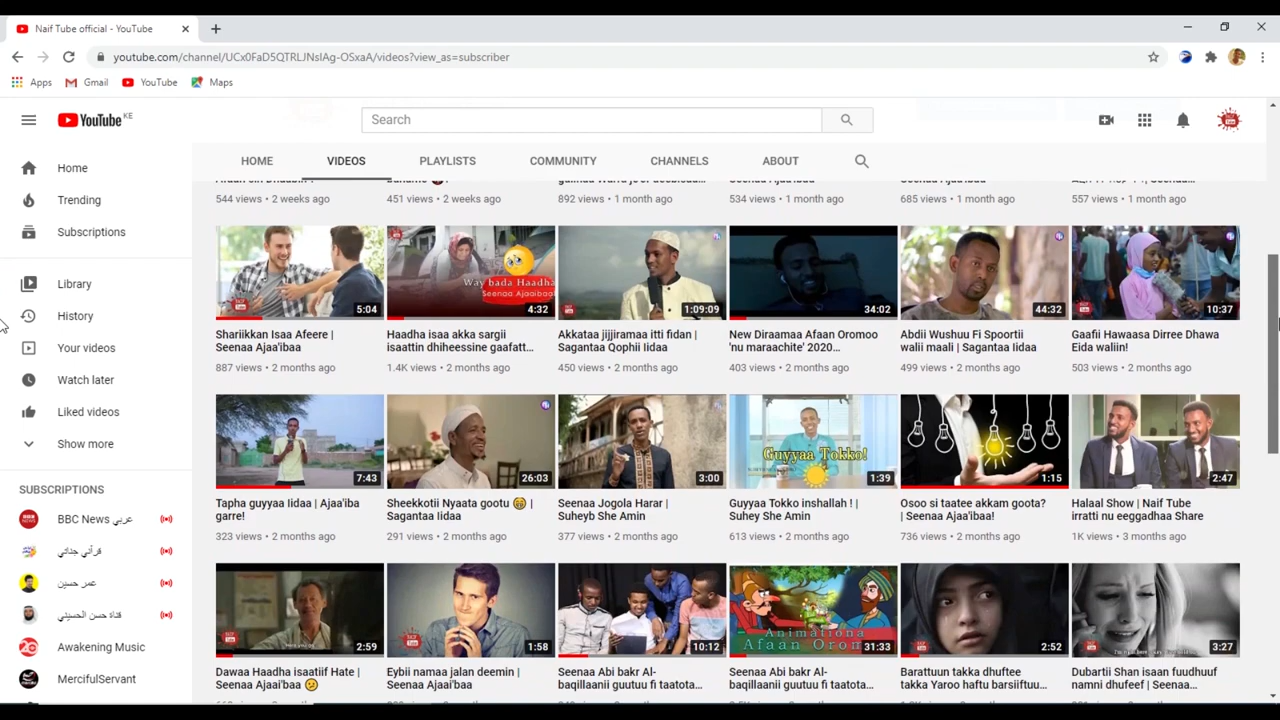 Naif Tube official - YouTube
youtube.com/channel/UCx0FaD5QTRLJNsIAg-OSxaA/videos?view_as=subscriber
Apps Gmail YouTube Maps
YouTube KE
Search
HOME VIDEOS PLAYLISTS COMMUNITY CHANNELS ABOUT
Home
Trending
Subscriptions
Library
History
Your videos
Watch later
Liked videos
Show more
SUBSCRIPTIONS
BBC News عربي
قرآني جناتي
عمر حسين
قناة حسن الحسيني
Awakening Music
MercifulServant
544 views • 2 weeks ago
451 views • 2 weeks ago
892 views • 1 month ago
534 views • 1 month ago
685 views • 1 month ago
557 views • 1 month ago
5:04
Shariikkan Isaa Afeere |
Seenaa Ajaa'ibaa
887 views • 2 months ago
Way bada Haadha
Seenaa Ajaaibaa
4:32
Haadha isaa akka sargii
isaattin dhiheessine gaafatt...
1.4K views • 2 months ago
1:09:09
Akkataa jijjiramaa itti fidan |
Sagantaa Qophii Iidaa
450 views • 2 months ago
34:02
New Diraamaa Afaan Oromoo
'nu maraachite' 2020...
403 views • 2 months ago
44:32
Abdii Wushuu Fi Spoortii
walii maali | Sagantaa Iidaa
499 views • 2 months ago
10:37
Gaafii Hawaasa Dirree Dhawa
Eida waliin!
503 views • 2 months ago
7:43
Tapha guyyaa Iidaa | Ajaa'iba
garre!
323 views • 2 months ago
26:03
Sheekkotii Nyaata gootu 🤫 |
Sagantaa Iidaa
291 views • 2 months ago
3:00
Seenaa Jogola Harar |
Suheyb She Amin
377 views • 2 months ago
Guyyaa Tokko!
1:39
Guyyaa Tokko inshallah ! |
Suhey She Amin
613 views • 2 months ago
1:15
Osoo si taatee akkam goota?
| Seenaa Ajaa'ibaa!
736 views • 2 months ago
2:47
Halaal Show | Naif Tube
irratti nu eeggadhaa Share
1K views • 3 months ago
2:59
Dawaa Haadha isaatiif Hate |
Seenaa Ajaai'baa 😕
1:58
Eybii namaa jalan deemin |
Seenaa Ajaai'baa
10:12
Seenaa Abi bakr Al-
baqillaanii guutuu fi taatota...
Animationa
Afaan Orom
31:33
Seenaa Abi bakr Al-
baqillaanii guutuu fi taatota...
2:52
Barattuun takka dhuftee
takka Yaroo haftu barsiiftuu...
3:27
Dubartii Shan isaan fuudhuuf
namni dhufeef | Seenaa...